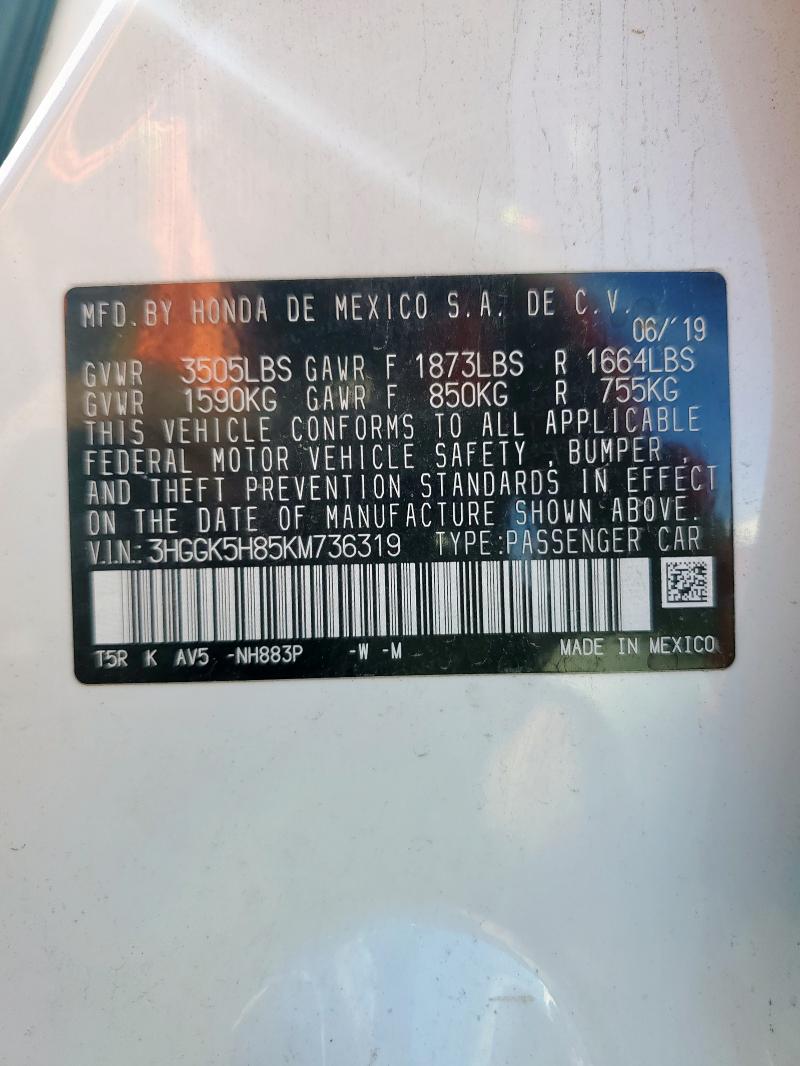 MFD. BY HONDA DE MEXICO S.A. DE C.V.
06/'19
GVWR 3505LBS GAWR F 1873LBS R 1664LBS
GVWR 1590KG GAWR F 850KG R 755KG
THIS VEHICLE CONFORMS TO ALL APPLICABLE
FEDERAL MOTOR VEHICLE SAFETY , BUMPER ,
AND THEFT PREVENTION STANDARDS IN EFFECT
ON THE DATE OF MANUFACTURE SHOWN ABOVE.
V.I.N.: 3HGGK5H85KM736319 TYPE:PASSENGER CAR
T5R K AV5 -NH883P -W -M MADE IN MEXICO